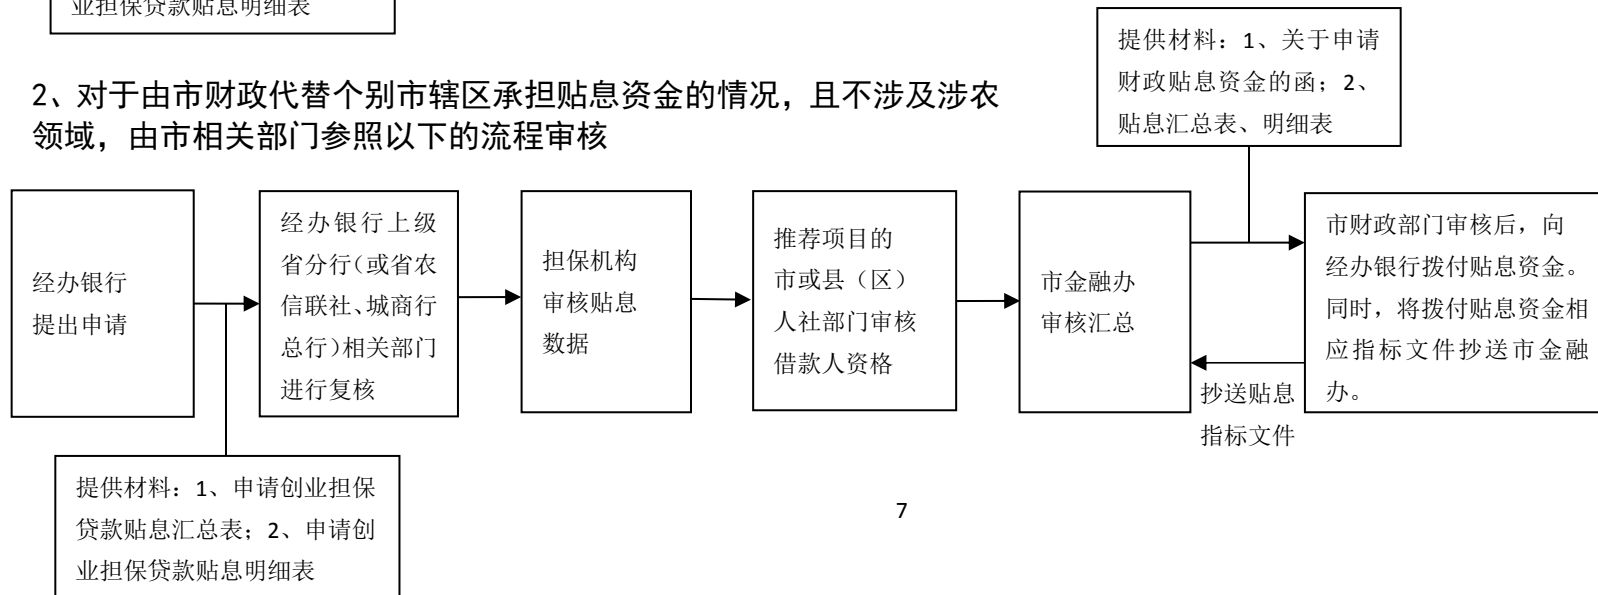 业担保贷款贴息明细表
提供材料：1、关于申请
财政贴息资金的函；2、
贴息汇总表、明细表
2、对于由市财政代替个别市辖区承担贴息资金的情况，且不涉及涉农
领域，由市相关部门参照以下的流程审核
经办银行
提出申请
经办银行上级
省分行（或省农
信联社、城商行
总行）相关部门
进行复核
担保机构
审核贴息
数据
推荐项目的
市或县（区）
人社部门审核
借款人资格
市金融办
审核汇总
市财政部门审核后，向
经办银行拨付贴息资金。
同时，将拨付贴息资金相
应指标文件抄送市金融
办。
抄送贴息
指标文件
提供材料：1、申请创业担保
贷款贴息汇总表；2、申请创
业担保贷款贴息明细表
7